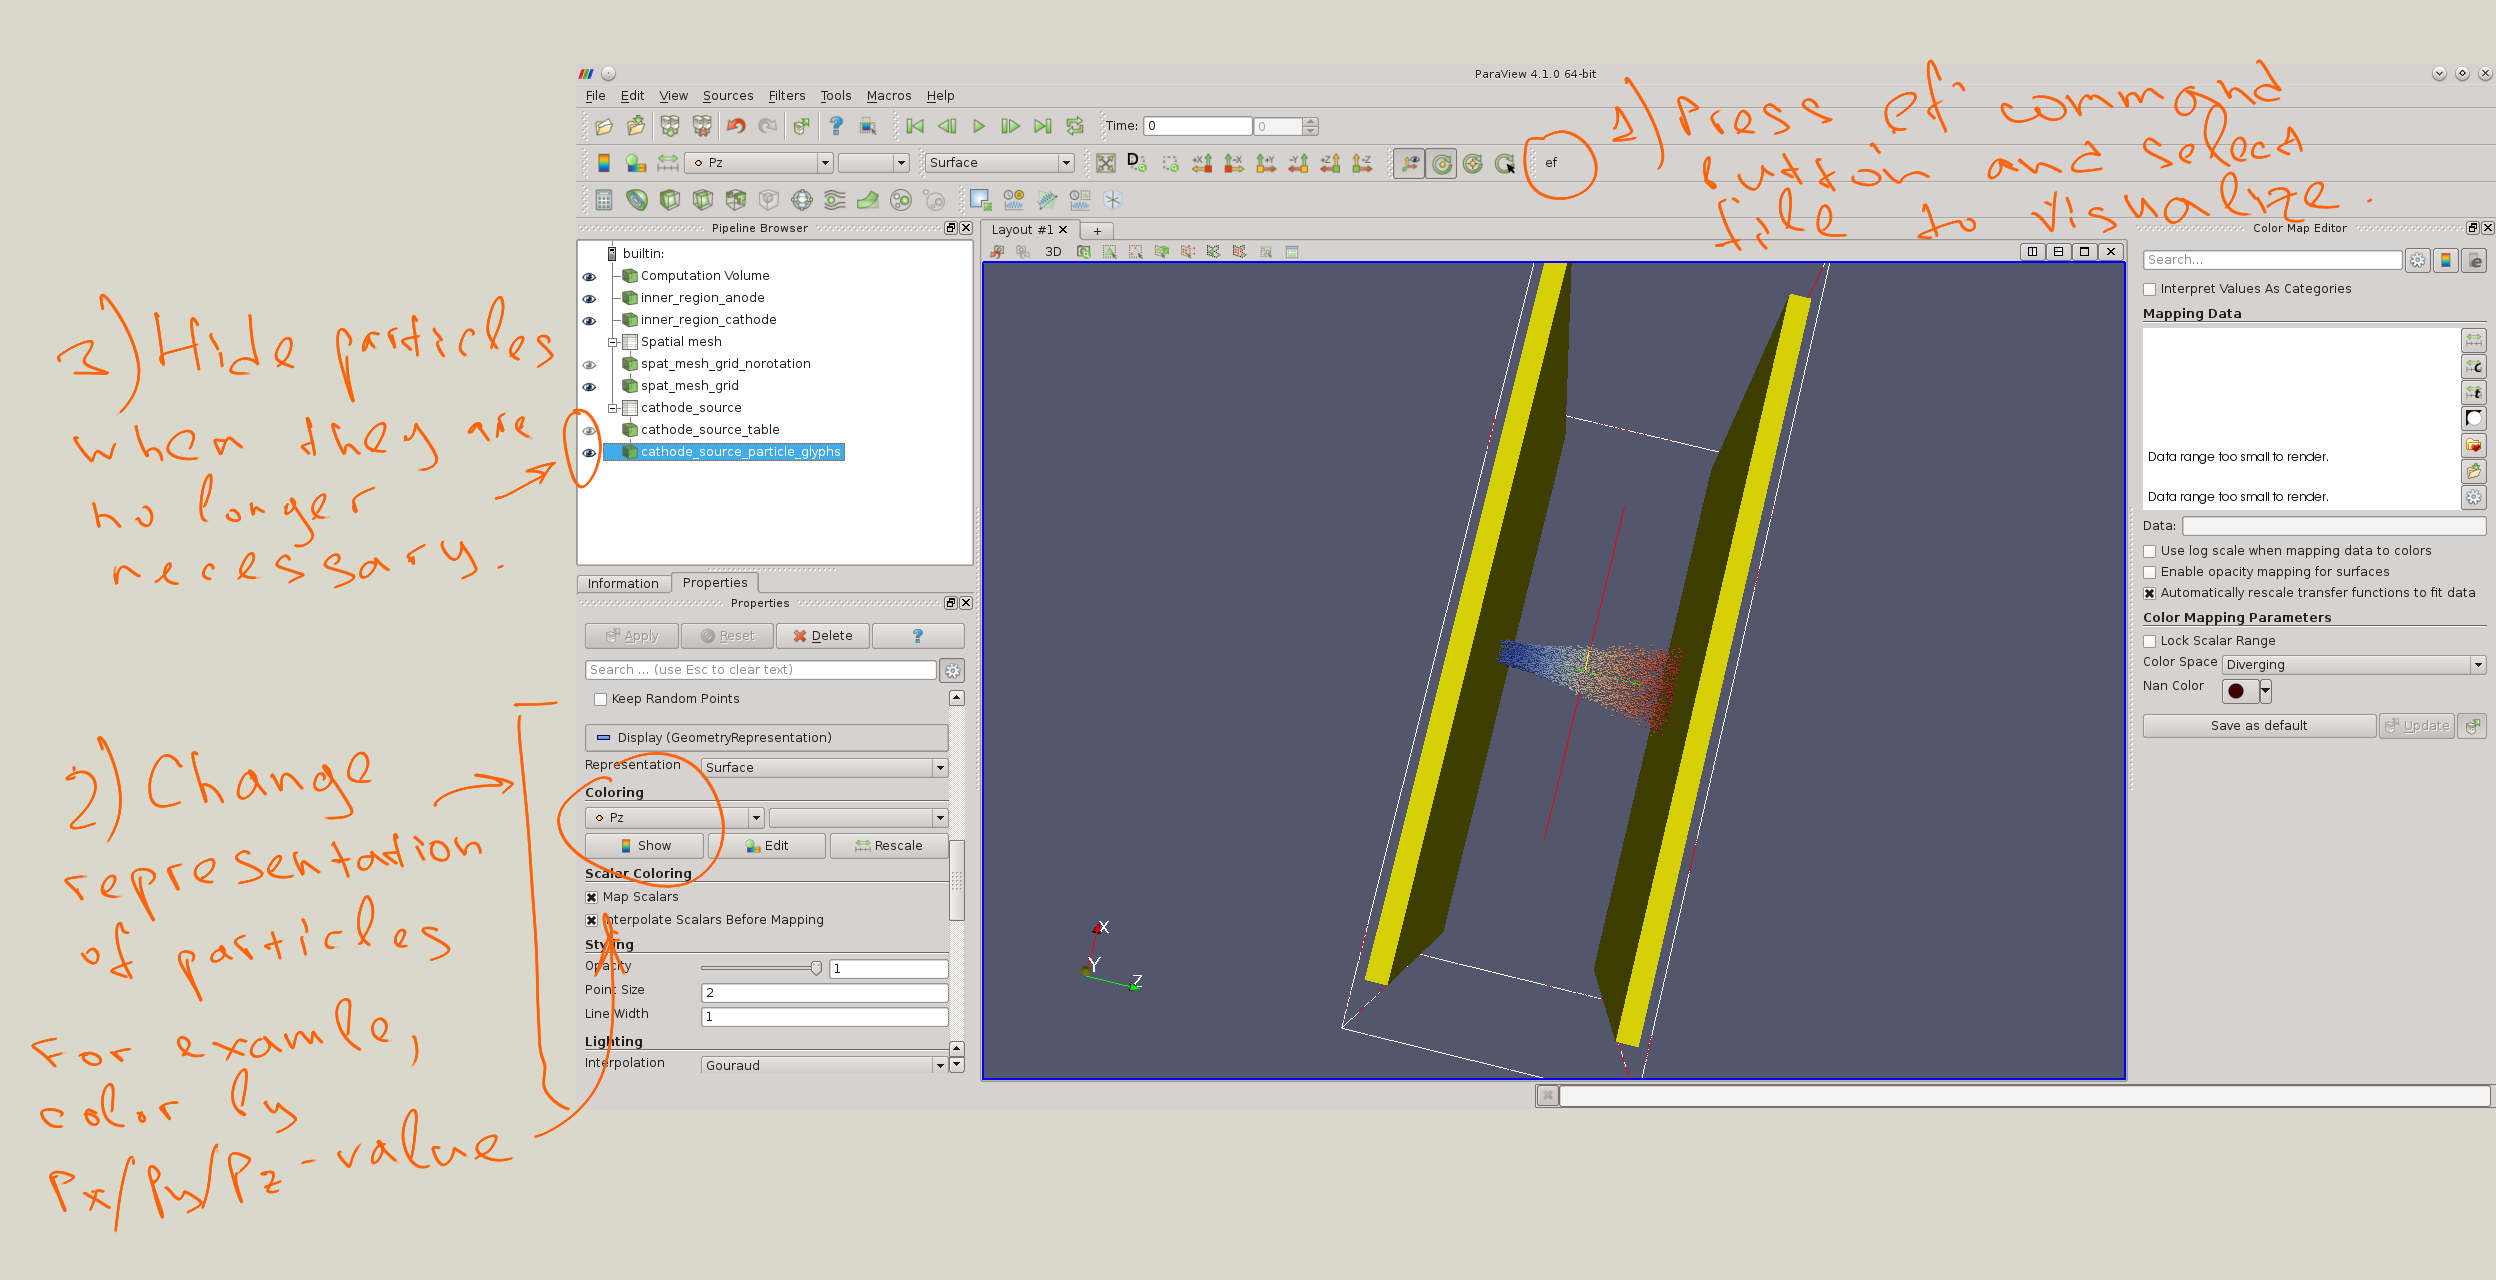 ParaView 4.1.0 64-bit
File Edit View Sources Filters Tools Macros Help
Time: 0 0
Pz Surface ef
1) Press ef command
button and select
file to visualize.
Pipeline Browser
builtin:
Computation Volume
inner_region_anode
inner_region_cathode
Spatial mesh
spat_mesh_grid_norotation
spat_mesh_grid
cathode_source
cathode_source_table
cathode_source_particle_glyphs
3) Hide particles
when they are
no longer
necessary.
Information Properties
Properties
Apply Reset Delete ?
Search ... (use Esc to clear text)
Keep Random Points
Display (GeometryRepresentation)
Representation Surface
Coloring
Pz
Show Edit Rescale
Scalar Coloring
Map Scalars
Interpolate Scalars Before Mapping
Styling
Opacity 1
Point Size 2
Line Width 1
Lighting
Interpolation Gouraud
2) Change
representation
of particles
For examle,
color by
Px/Py/Pz-value
Layout #1 +
3D
X
Y
Z
Color Map Editor
Search...
Interpret Values As Categories
Mapping Data
Data range too small to render.
Data range too small to render.
Data:
Use log scale when mapping data to colors
Enable opacity mapping for surfaces
Automatically rescale transfer functions to fit data
Color Mapping Parameters
Lock Scalar Range
Color Space Diverging
Nan Color
Save as default Update